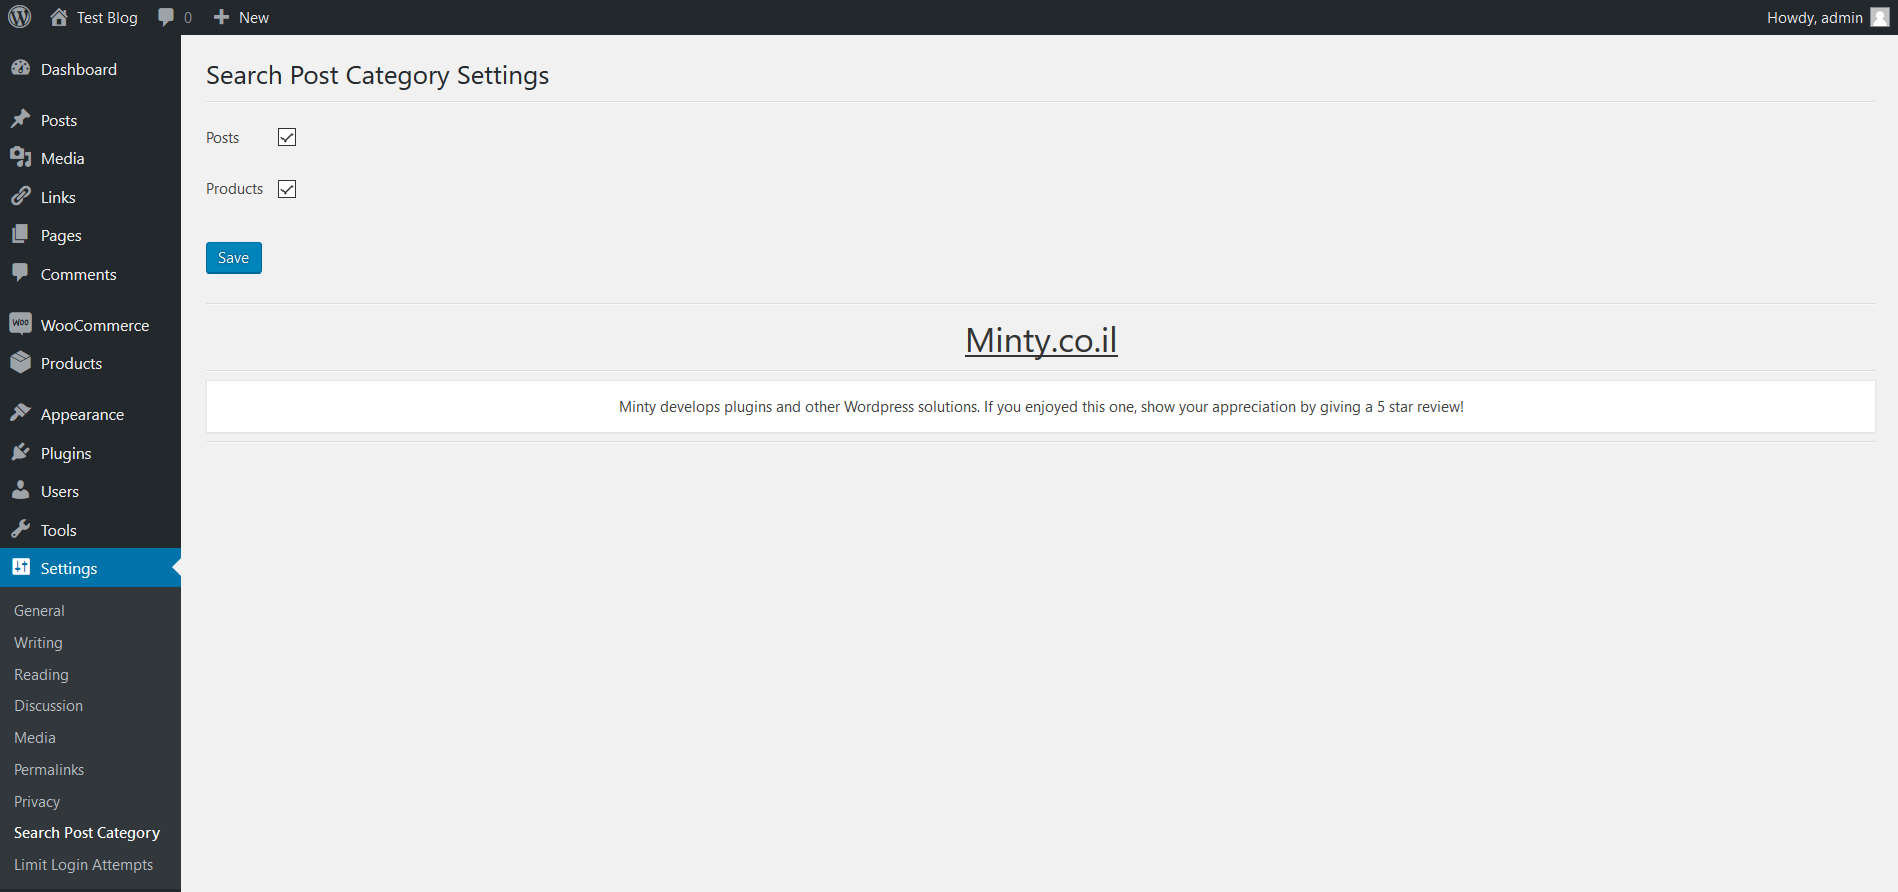 Test Blog
0
New
Howdy, admin
Dashboard
Posts
Media
Links
Pages
Comments
Woo
WooCommerce
Products
Appearance
Plugins
Users
Tools
Settings
General
Writing
Reading
Discussion
Media
Permalinks
Privacy
Search Post Category
Limit Login Attempts
Search Post Category Settings
Posts
Products
Save
Minty.co.il
Minty develops plugins and other Wordpress solutions. If you enjoyed this one, show your appreciation by giving a 5 star review!